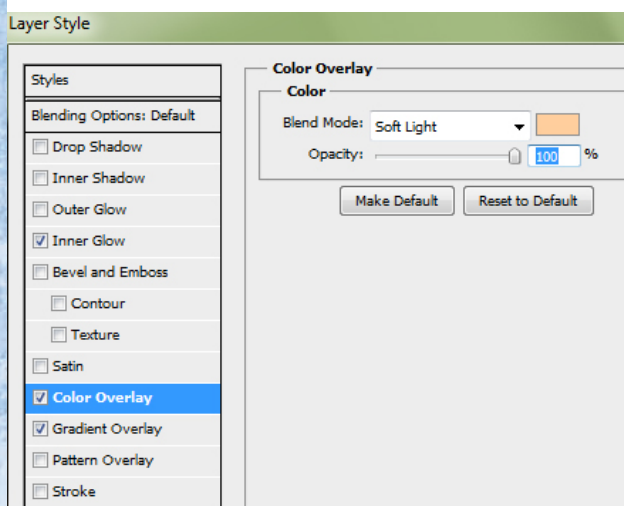 Layer Style
Styles
Blending Options: Default
Drop Shadow
Inner Shadow
Outer Glow
Inner Glow
Bevel and Emboss
Contour
Texture
Satin
Color Overlay
Gradient Overlay
Pattern Overlay
Stroke
Color Overlay
Color
Blend Mode: Soft Light
Opacity: 100 %
Make Default Reset to Default